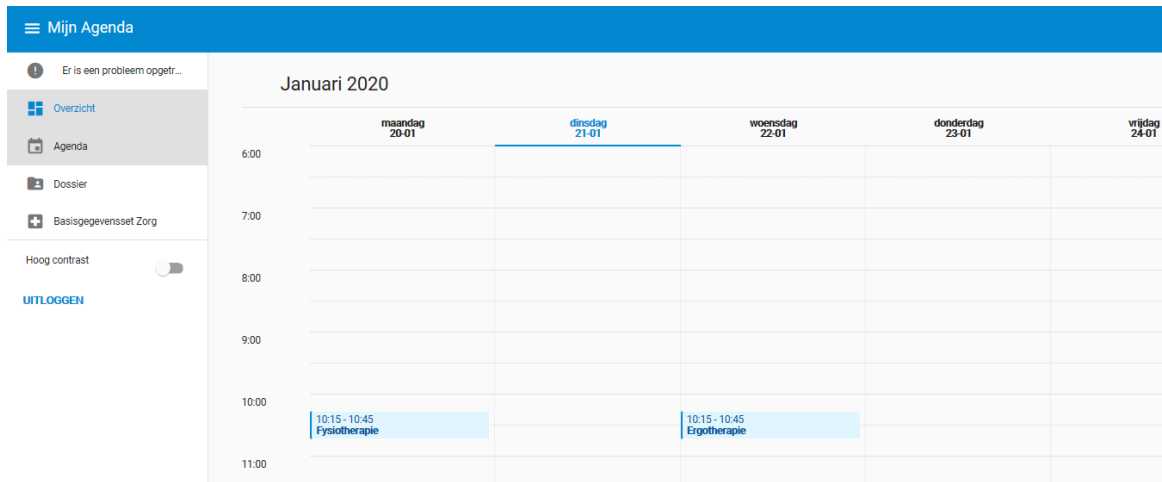 Mijn Agenda
Er is een probleem opgetr...
Overzicht
Agenda
Dossier
Basisgegevensset Zorg
Hoog contrast
UITLOGGEN
Januari 2020
maandag dinsdag woensdag donderdag vrijdag
20-01 21-01 22-01 23-01 24-01
6:00
7:00
8:00
9:00
10:00
10:15 - 10:45 10:15 - 10:45
Fysiotherapie Ergotherapie
11:00